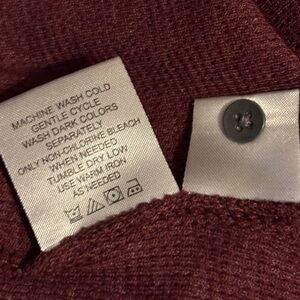 MACHINE WASH COLD
GENTLE CYCLE
WASH DARK COLORS
SEPARATELY
ONLY NON-CHLORINE BLEACH
WHEN NEEDED
TUMBLE DRY LOW
USE WARM IRON
AS NEEDED